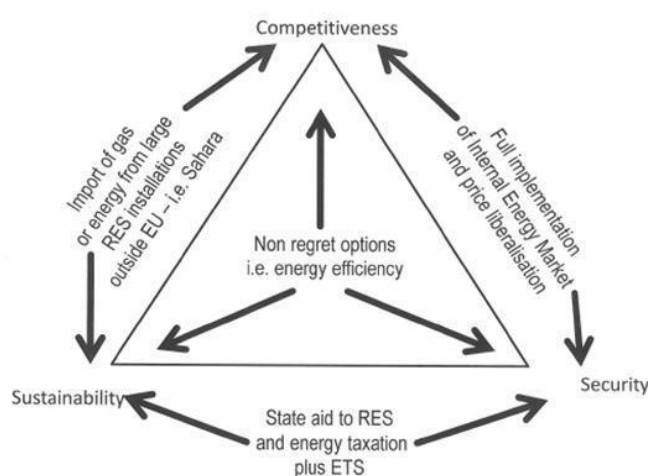 Competitiveness
Import of gas
or energy from large
RES installations
outside EU – i.e. Sahara
Full implementation
of Internal Energy Market
and price liberalisation
Non regret options
i.e. energy efficiency
Sustainability
Security
State aid to RES
and energy taxation
plus ETS